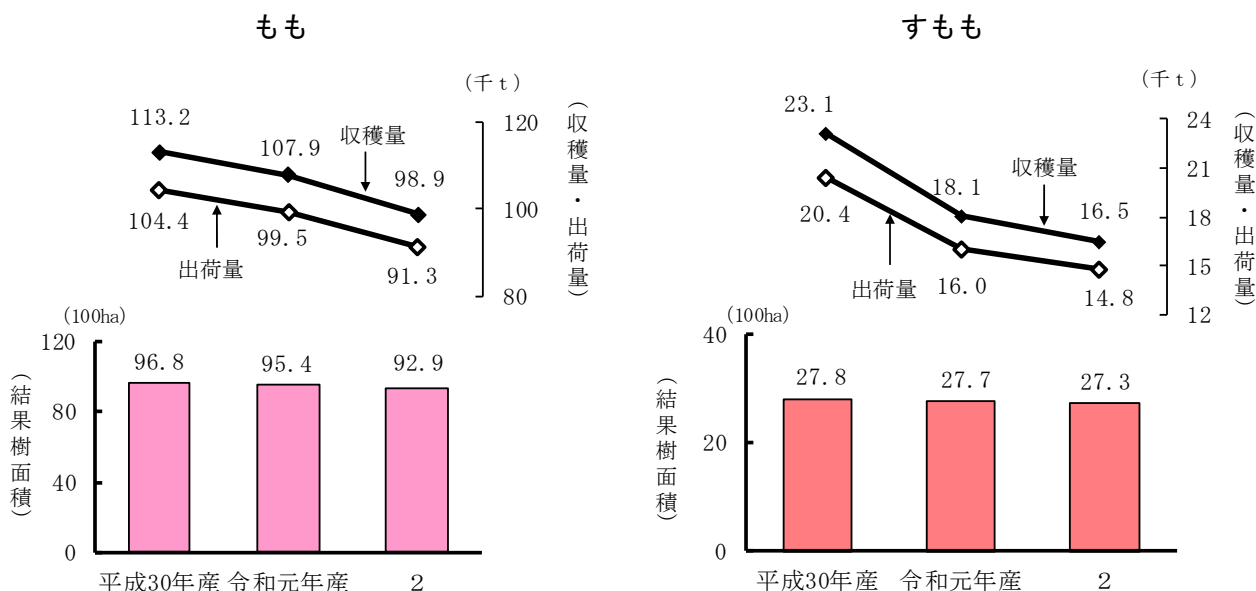 もも
(千ｔ)
113.2
107.9
98.9
収穫量
104.4
99.5
91.3
出荷量
120
100
80
(収穫量・出荷量)
(100ha)
120
80
40
0
(結果樹面積)
96.8
95.4
92.9
平成30年産 令和元年産 2
すもも
(千ｔ)
23.1
18.1
16.5
収穫量
20.4
16.0
14.8
出荷量
24
21
18
15
12
(収穫量・出荷量)
(100ha)
40
20
0
(結果樹面積)
27.8
27.7
27.3
平成30年産 令和元年産 2